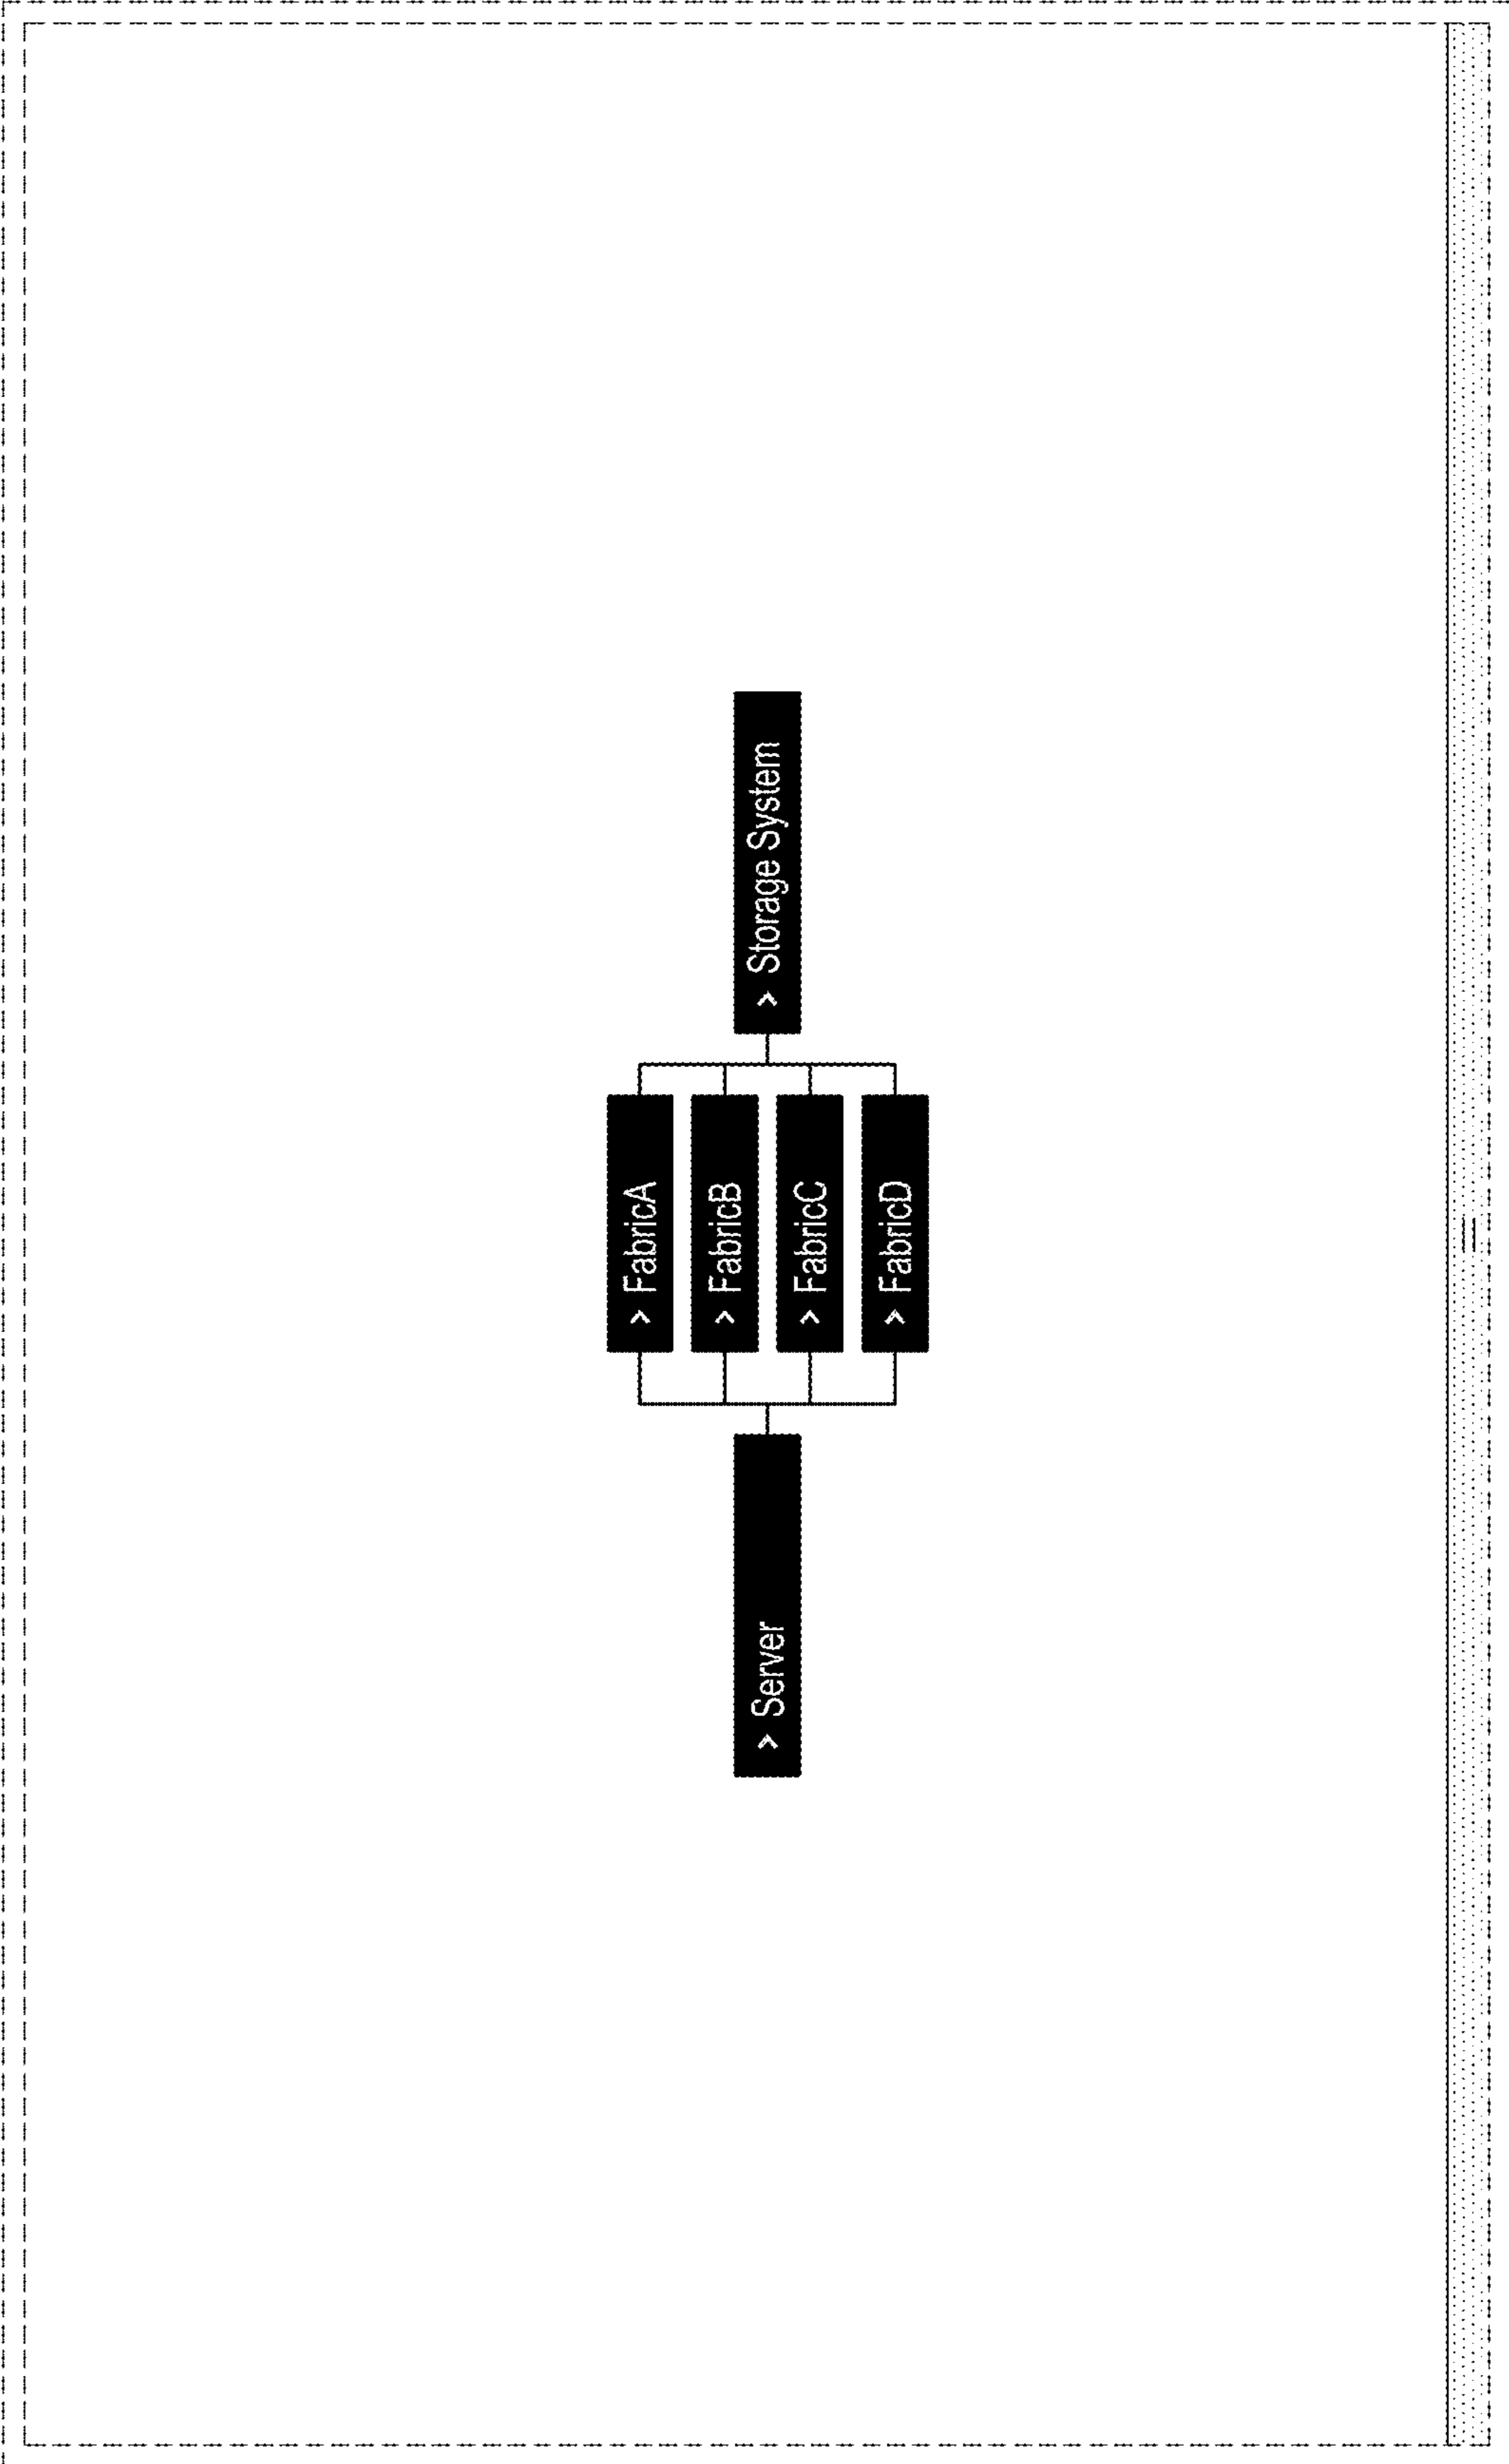 > Server
> FabricA
> FabricB
> FabricC
> FabricD
> Storage System